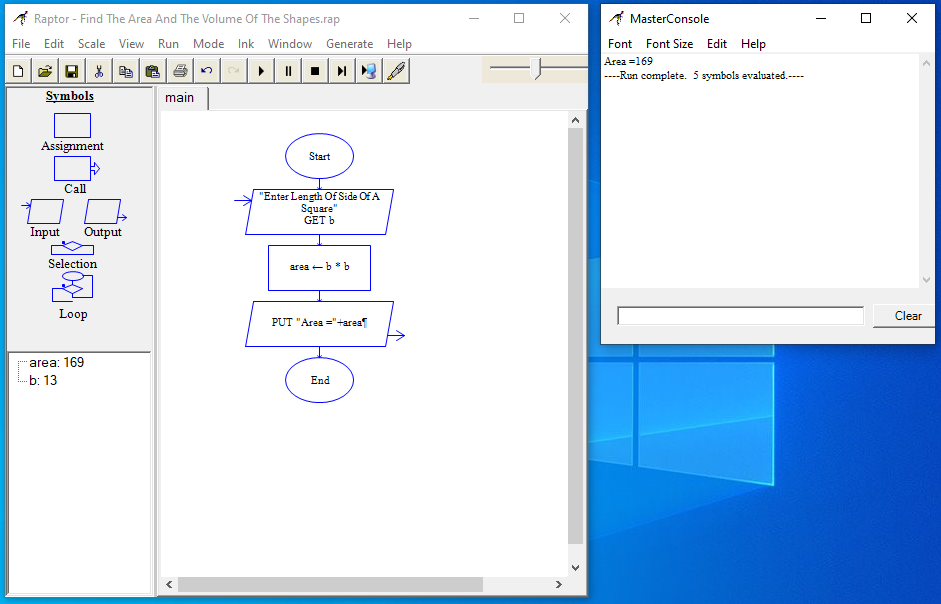 Raptor - Find The Area And The Volume Of The Shapes.rap
File Edit Scale View Run Mode Ink Window Generate Help
Symbols
Assignment
Call
Input Output
Selection
Loop
area: 169
b: 13
main
Start
"Enter Length Of Side Of A
Square"
GET b
area ← b * b
PUT "Area ="+area¶
End
MasterConsole
Font Font Size Edit Help
Area =169
----Run complete.  5 symbols evaluated.----
Clear